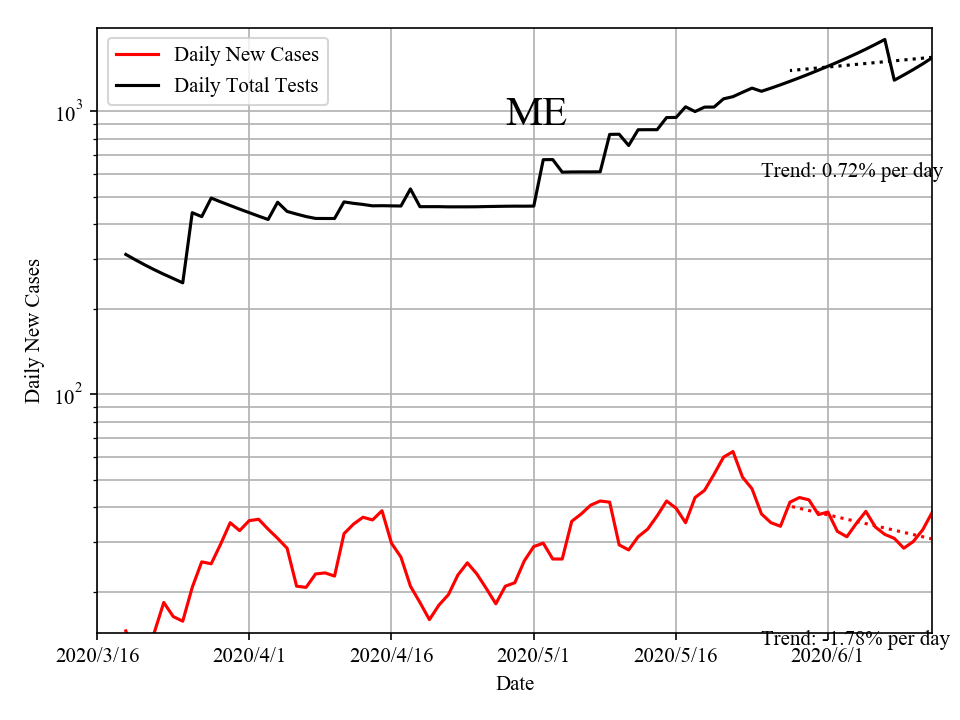 Daily New Cases
Daily Total Tests
ME
10³
Trend: 0.72% per day
Daily New Cases
10²
Trend: -1.78% per day
2020/3/16 2020/4/1 2020/4/16 2020/5/1 2020/5/16 2020/6/1
Date